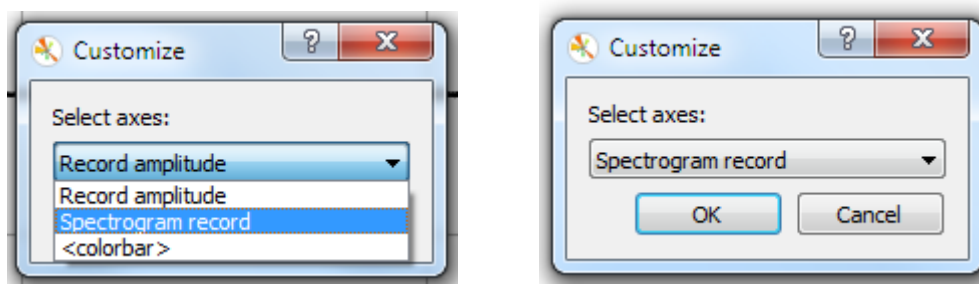 Customize
Select axes:
Record amplitude
Record amplitude
Spectrogram record
<colorbar>
Customize
Select axes:
Spectrogram record
OK
Cancel